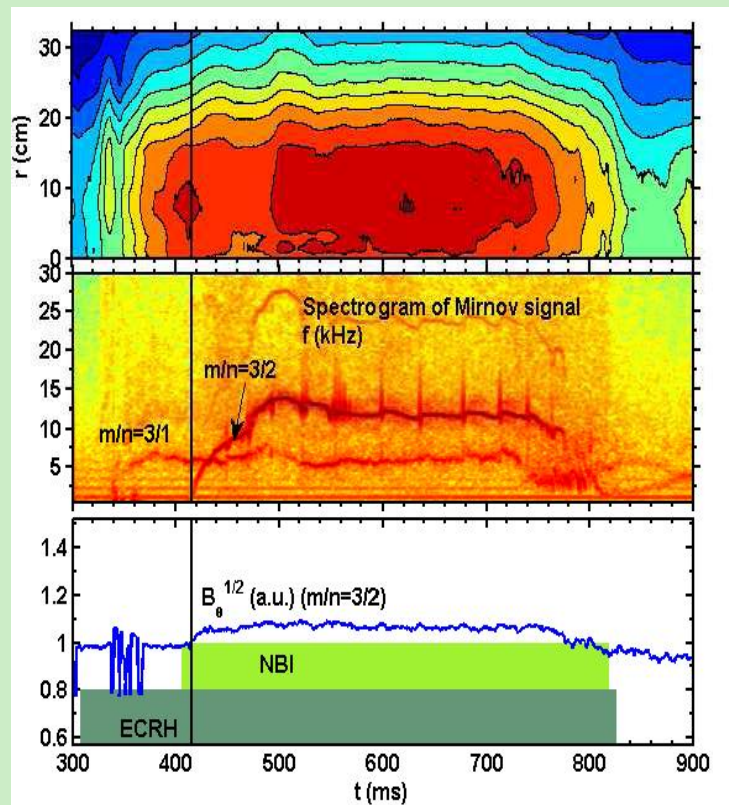 30
20
10
0
r (cm)
30
25
20
15
10
5
Spectrogram of Mirnov signal
f (kHz)
m/n=3/2
m/n=3/1
1.4
1.2
1
0.8
0.6
Bθ^1/2 (a.u.) (m/n=3/2)
NBI
ECRH
300 400 500 600 700 800 900
t (ms)